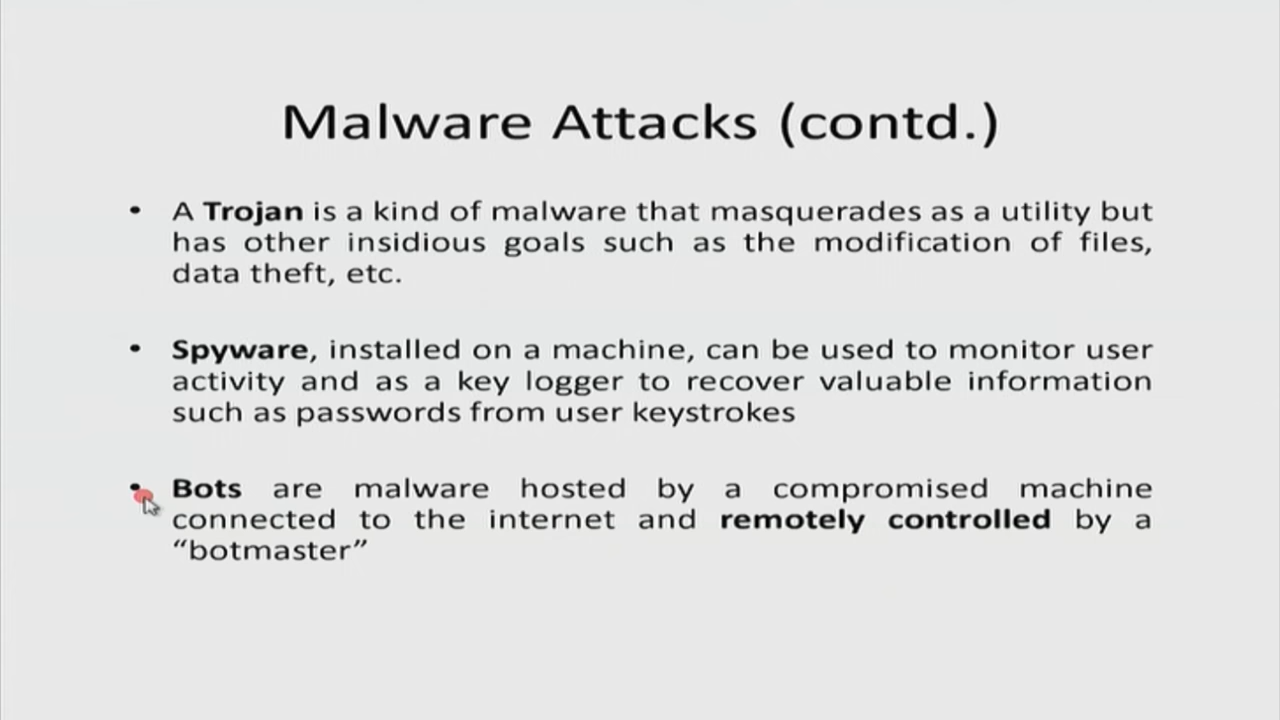 Malware Attacks (contd.)
• A Trojan is a kind of malware that masquerades as a utility but
has other insidious goals such as the modification of files,
data theft, etc.
• Spyware, installed on a machine, can be used to monitor user
activity and as a key logger to recover valuable information
such as passwords from user keystrokes
• Bots are malware hosted by a compromised machine
connected to the internet and remotely controlled by a
“botmaster”